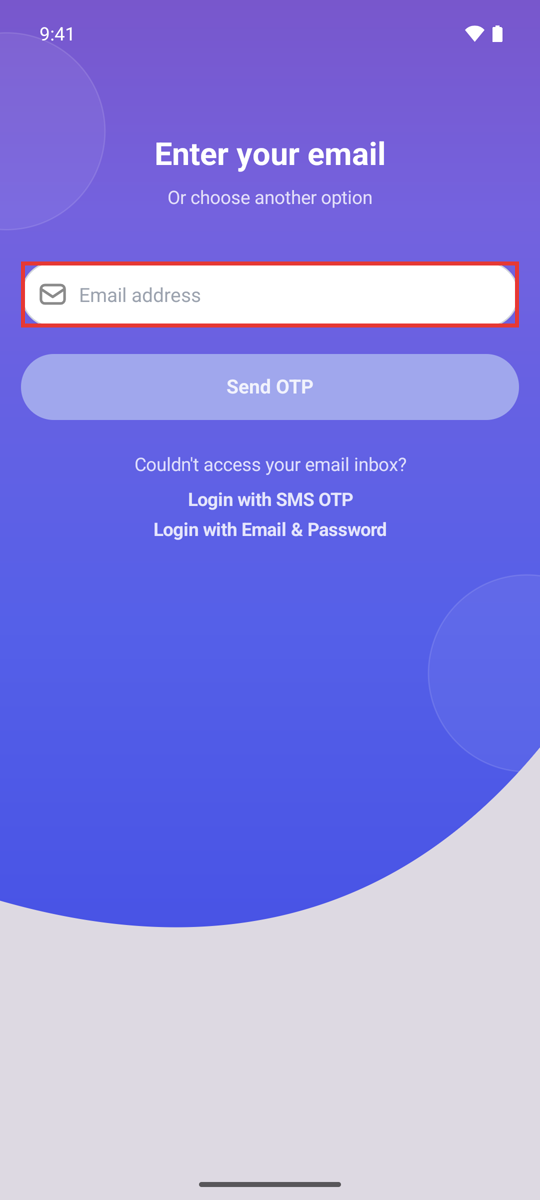 9:41
Enter your email
Or choose another option
Email address
Send OTP
Couldn't access your email inbox?
Login with SMS OTP
Login with Email & Password